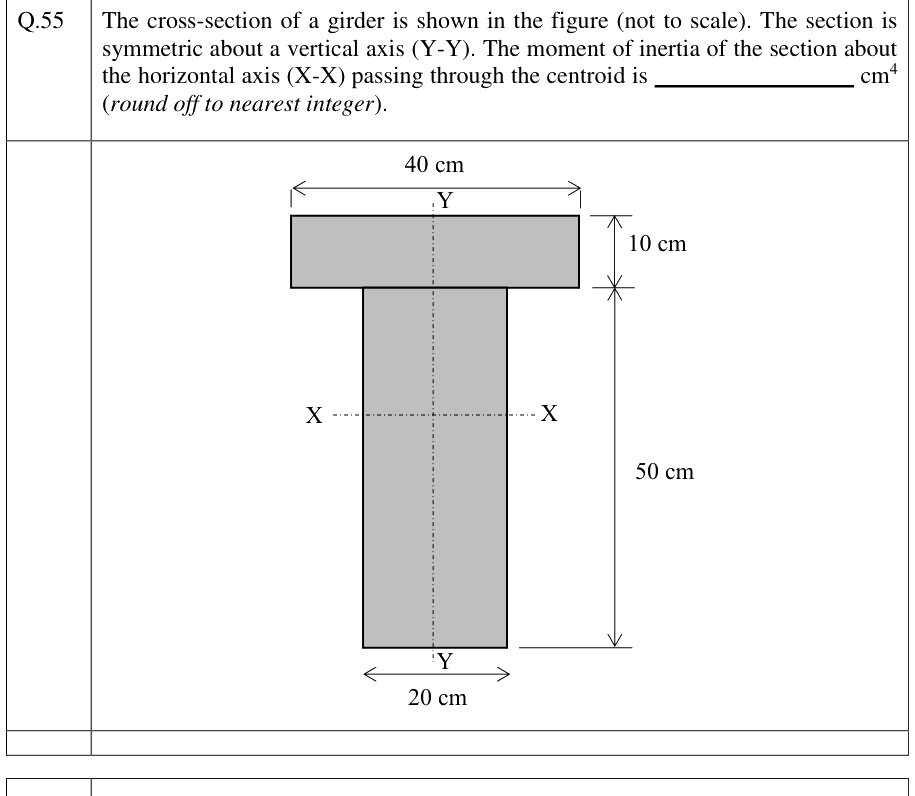 Q.55
The cross-section of a girder is shown in the figure (not to scale). The section is
symmetric about a vertical axis (Y-Y). The moment of inertia of the section about
the horizontal axis (X-X) passing through the centroid is ________________ cm⁴
(round off to nearest integer).
40 cm
Y
10 cm
X
X
50 cm
Y
20 cm